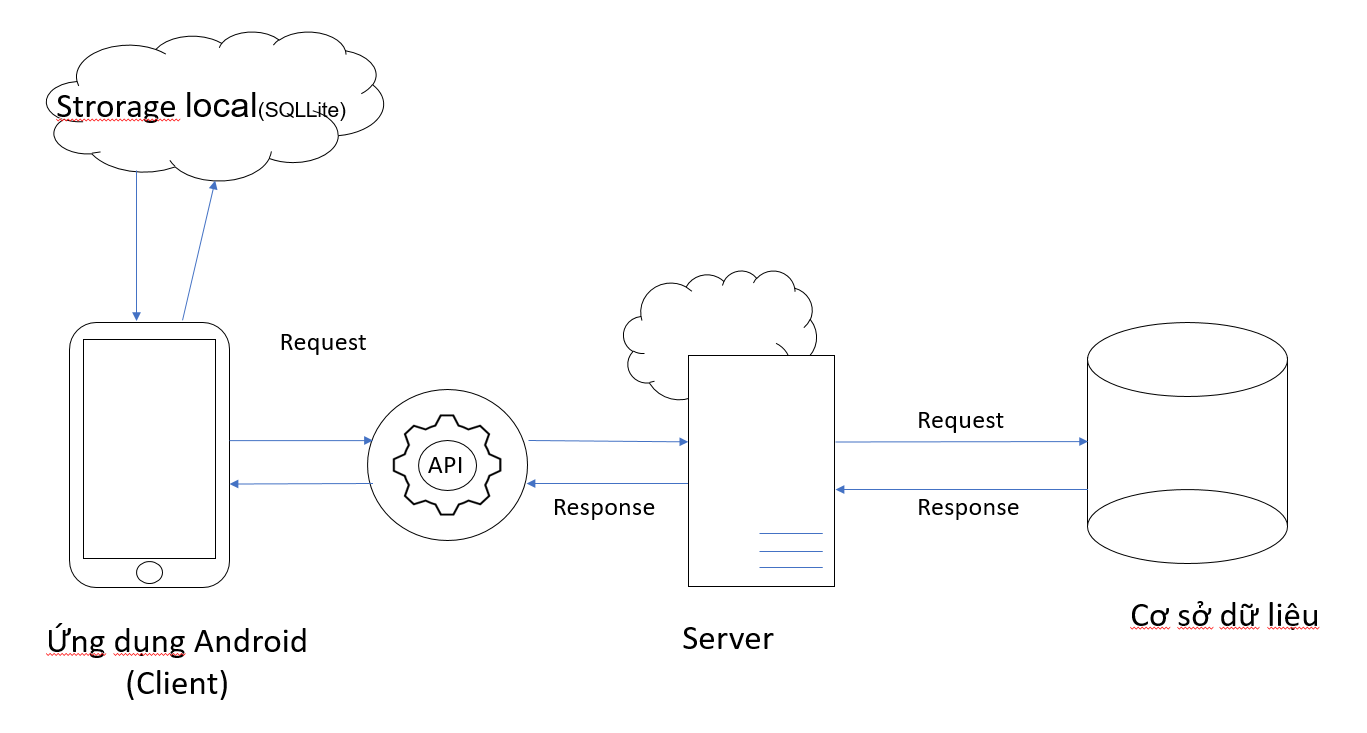 Strorage local(SQLLite)
Request
API
Response
Request
Response
Ứng dụng Android
(Client)
Server
Cơ sở dữ liệu